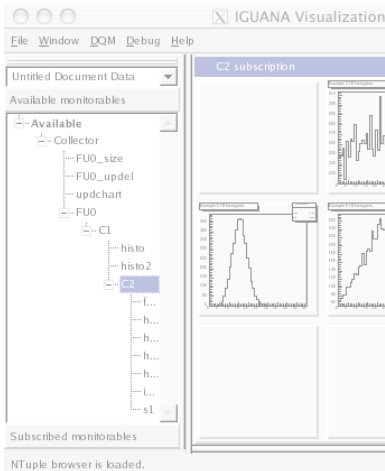 IGUANA Visualization
File Window DQM Debug Help
Untitled Document Data
Available monitorables
Available
Collector
FU0_size
FU0_updel
updchart
FU0
C1
histo
histo2
C2
f...
h...
h...
h...
h...
i...
s1
Subscribed monitorables
NTuple browser is loaded.
C2 subscription